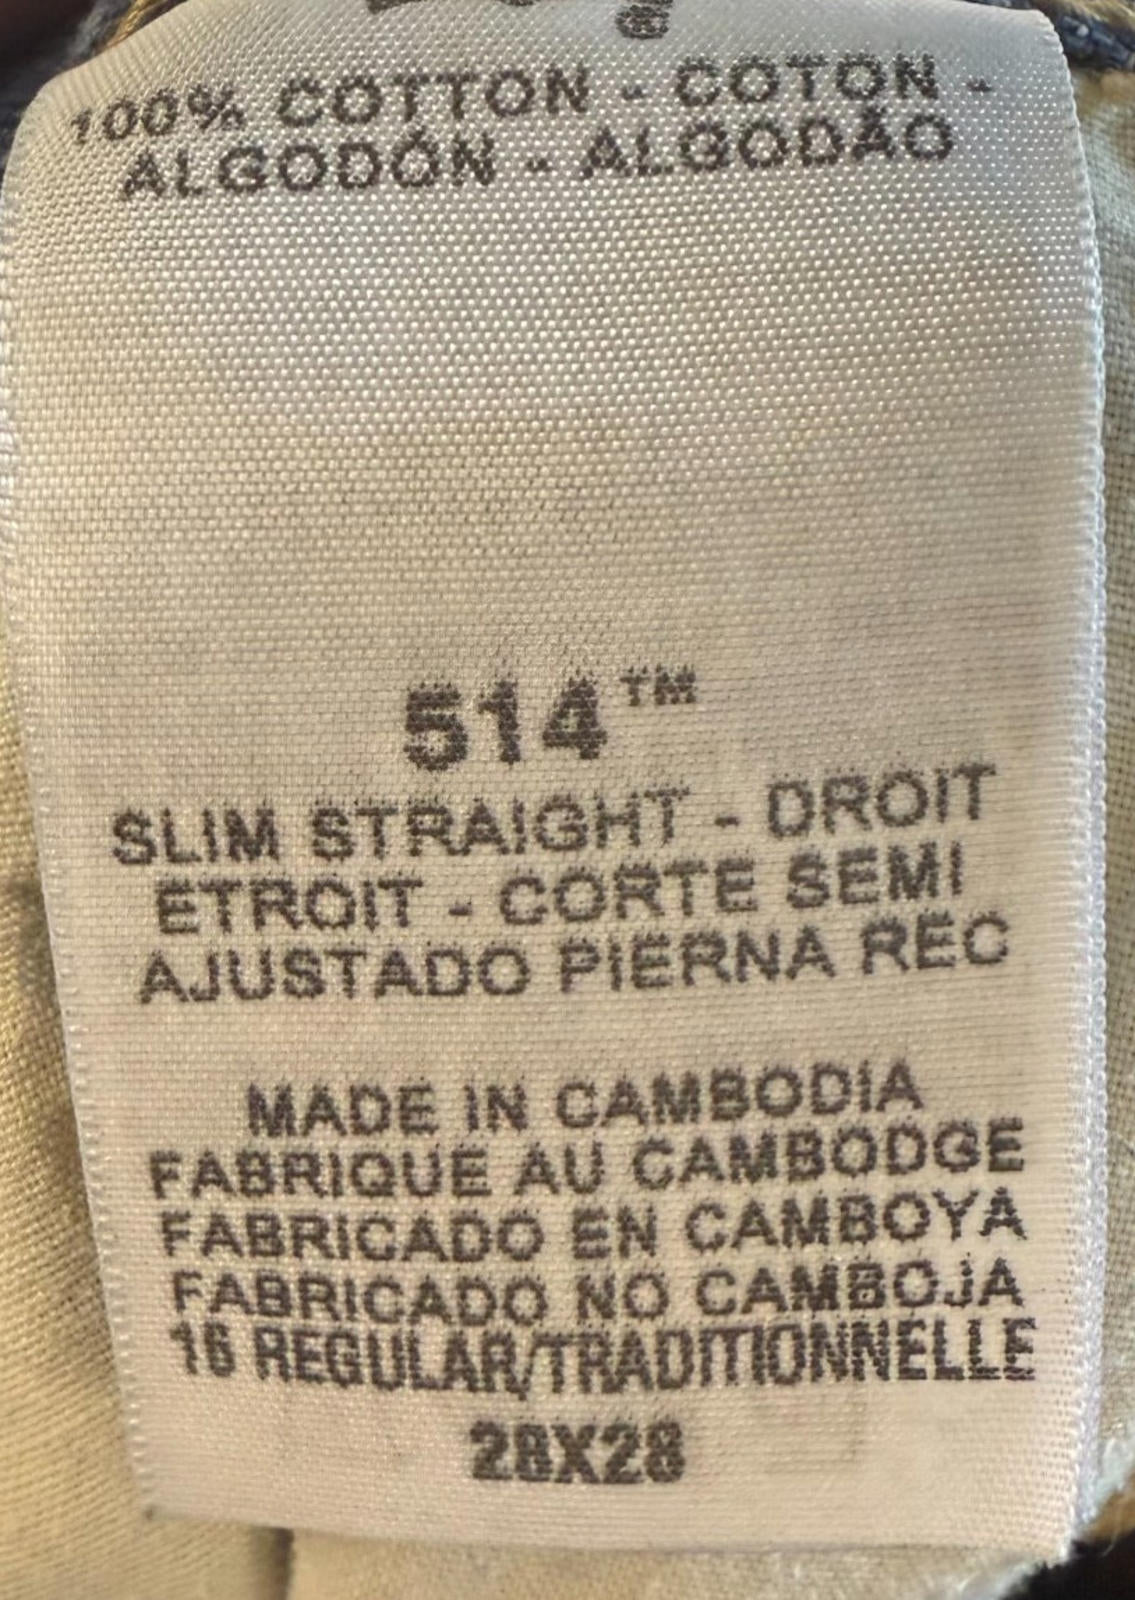 100% COTTON - COTON -
ALGODÓN - ALGODÃO
514™
SLIM STRAIGHT - DROIT
ETROIT - CORTE SEMI
AJUSTADO PIERNA REC
MADE IN CAMBODIA
FABRIQUE AU CAMBODGE
FABRICADO EN CAMBOYA
FABRICADO NO CAMBOJA
16 REGULAR/TRADITIONNELLE
28X28